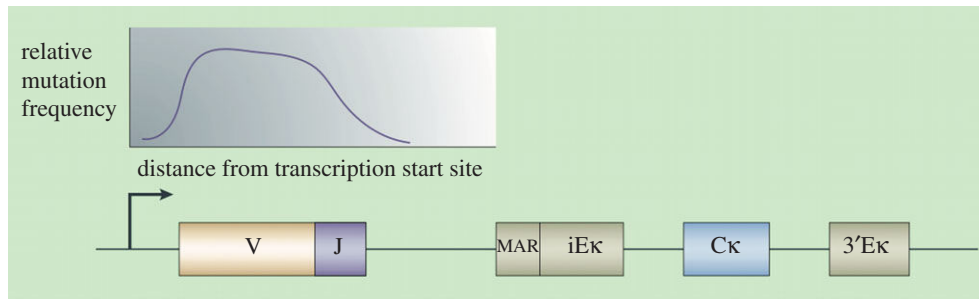 relative
mutation
frequency
distance from transcription start site
V J MAR iEκ Cκ 3′Eκ